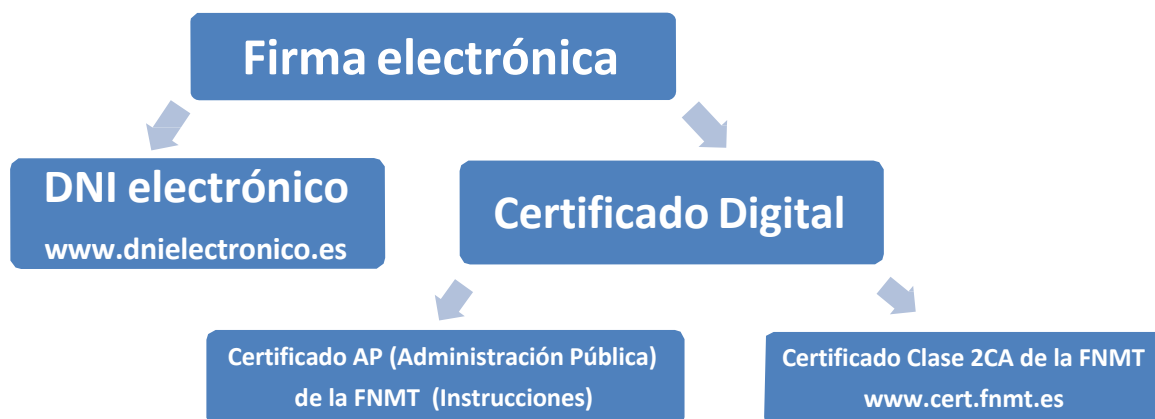 Firma electrónica
DNI electrónico
www.dnielectronico.es
Certificado Digital
Certificado AP (Administración Pública)
de la FNMT (Instrucciones)
Certificado Clase 2CA de la FNMT
www.cert.fnmt.es